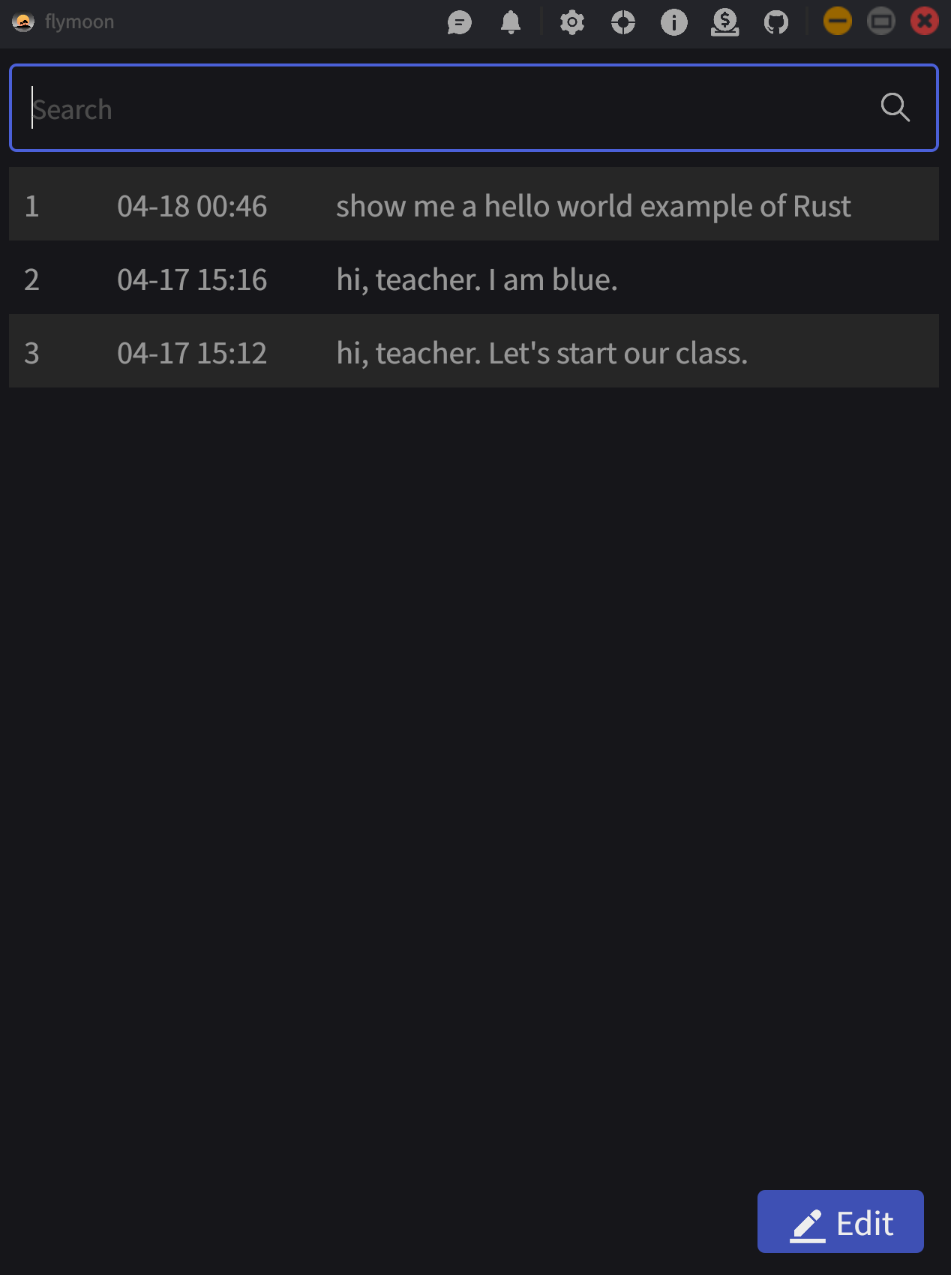 flymoon
Search
1 04-18 00:46 show me a hello world example of Rust
2 04-17 15:16 hi, teacher. I am blue.
3 04-17 15:12 hi, teacher. Let's start our class.
Edit